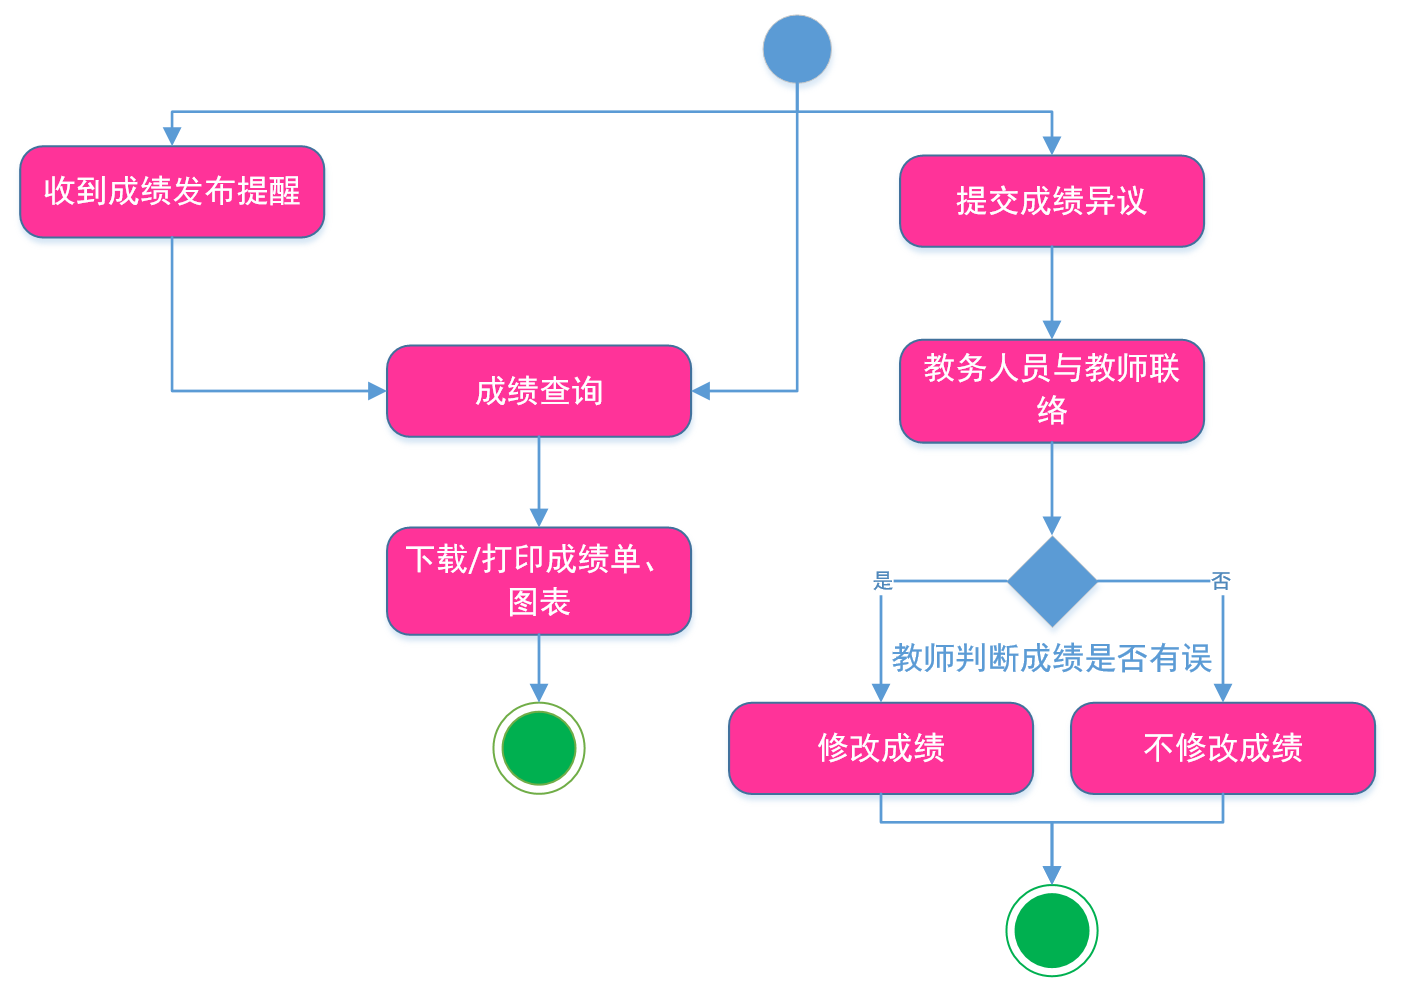 收到成绩发布提醒
提交成绩异议
成绩查询
教务人员与教师联
络
下载/打印成绩单、
图表
是
否
教师判断成绩是否有误
修改成绩
不修改成绩